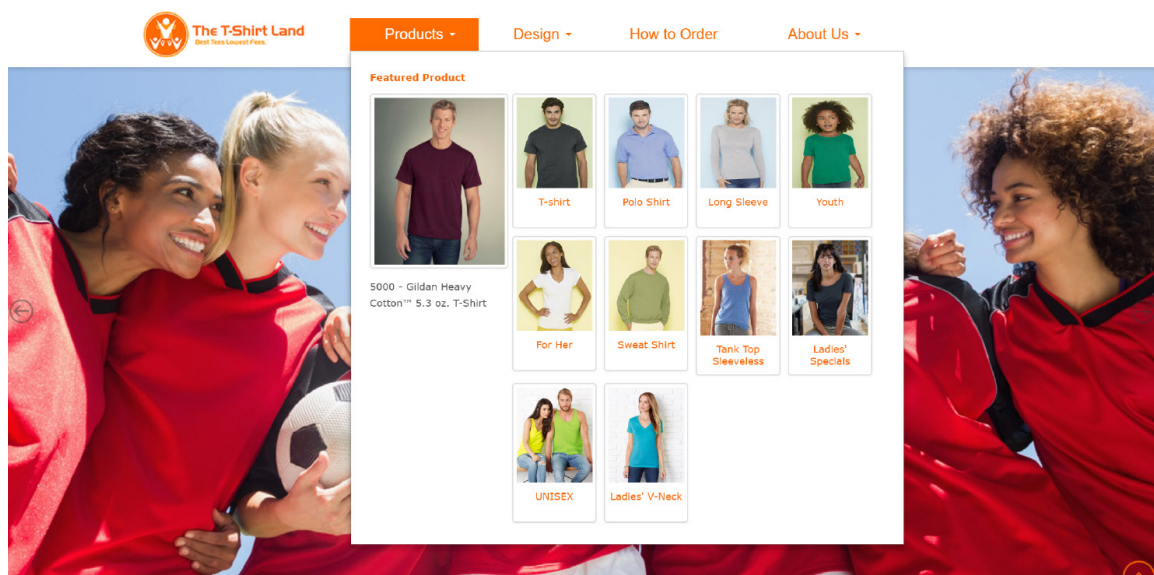 The T-Shirt Land
Best Tees Lowest Fees.
Products
Design
How to Order
About Us
Featured Product
5000 - Gildan Heavy
Cotton™ 5.3 oz. T-Shirt
T-shirt
Polo Shirt
Long Sleeve
Youth
For Her
Sweat Shirt
Tank Top
Sleeveless
Ladies'
Specials
UNISEX
Ladies' V-Neck